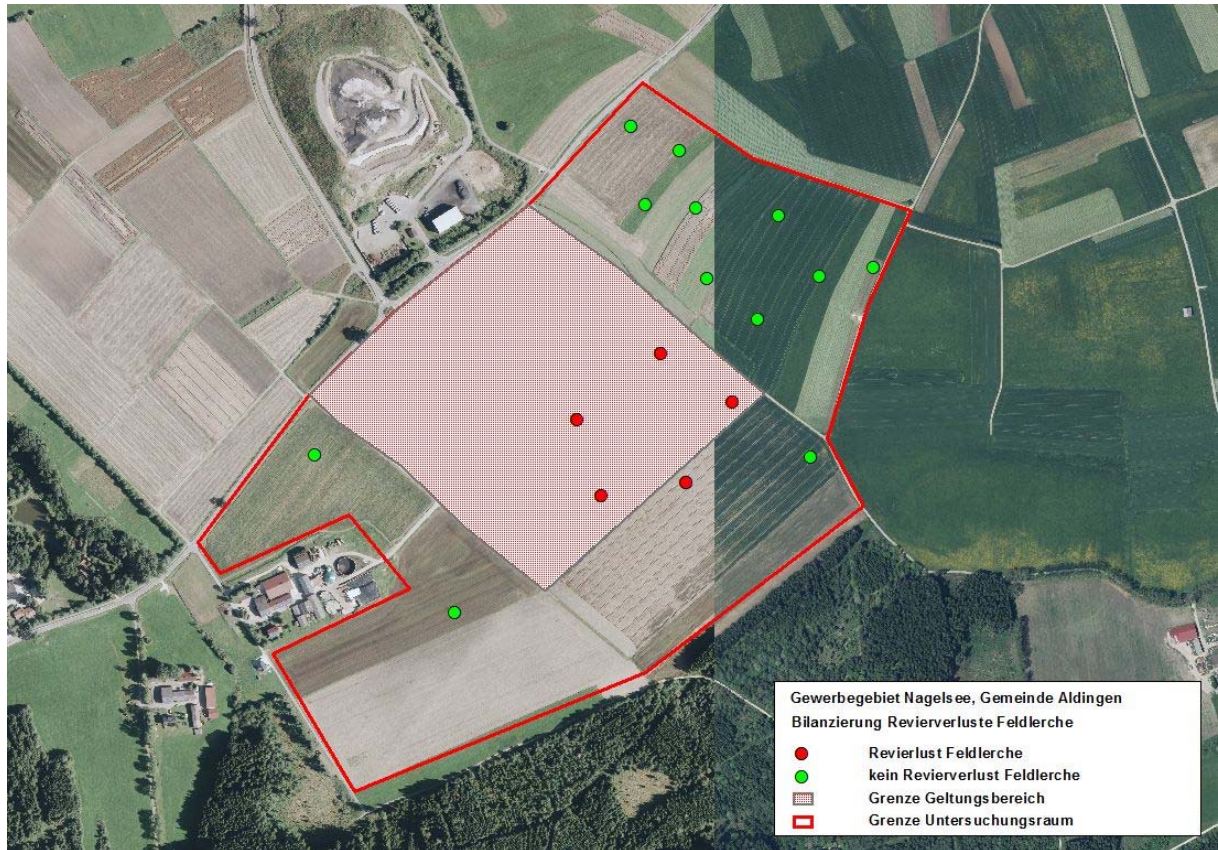 Gewerbegebiet Nagelsee, Gemeinde Aldingen
Bilanzierung Revierverluste Feldlerche
Revierlust Feldlerche
kein Revierverlust Feldlerche
Grenze Geltungsbereich
Grenze Untersuchungsraum